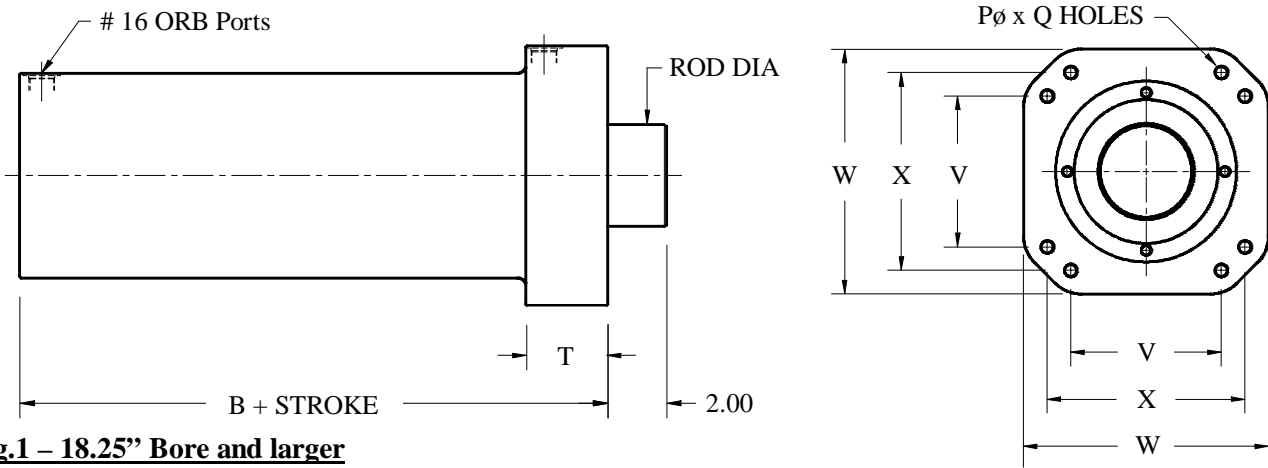 # 16 ORB Ports
ROD DIA
T
B + STROKE
2.00
g.1 – 18.25” Bore and larger
Pø x Q HOLES
W
X
V
V
X
W